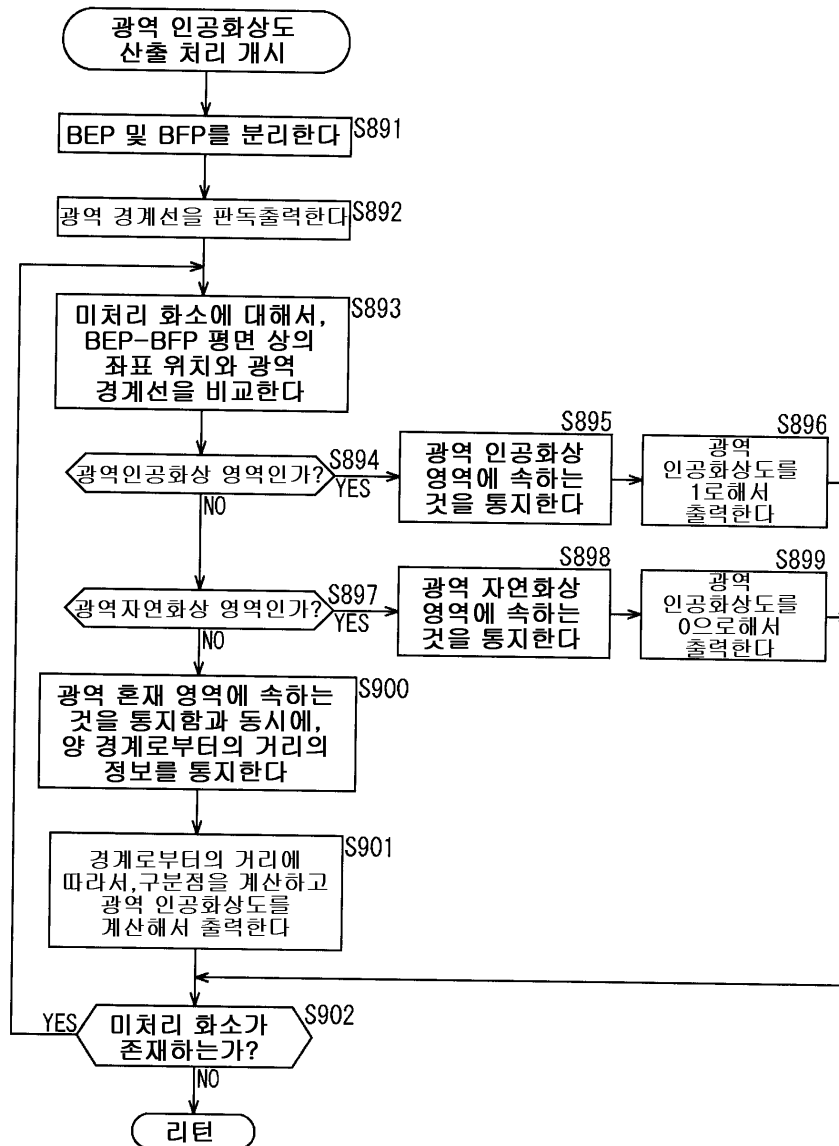 광역 인공화상도
산출 처리 개시
BEP 및 BFP를 분리한다
S891
광역 경계선을 판독출력한다
S892
미처리 화소에 대해서,
BEP-BFP 평면 상의
좌표 위치와 광역
경계선을 비교한다
S893
광역인공화상 영역인가?
S894
YES
NO
광역 인공화상
영역에 속하는
것을 통지한다
S895
광역
인공화상도를
1로해서
출력한다
S896
광역자연화상 영역인가?
S897
YES
NO
광역 자연화상
영역에 속하는
것을 통지한다
S898
광역
인공화상도를
0으로해서
출력한다
S899
광역 혼재 영역에 속하는
것을 통지함과 동시에,
양 경계로부터의 거리의
정보를 통지한다
S900
경계로부터의 거리에
따라서,구분점을 계산하고
광역 인공화상도를
계산해서 출력한다
S901
미처리 화소가
존재하는가?
S902
YES
NO
리턴